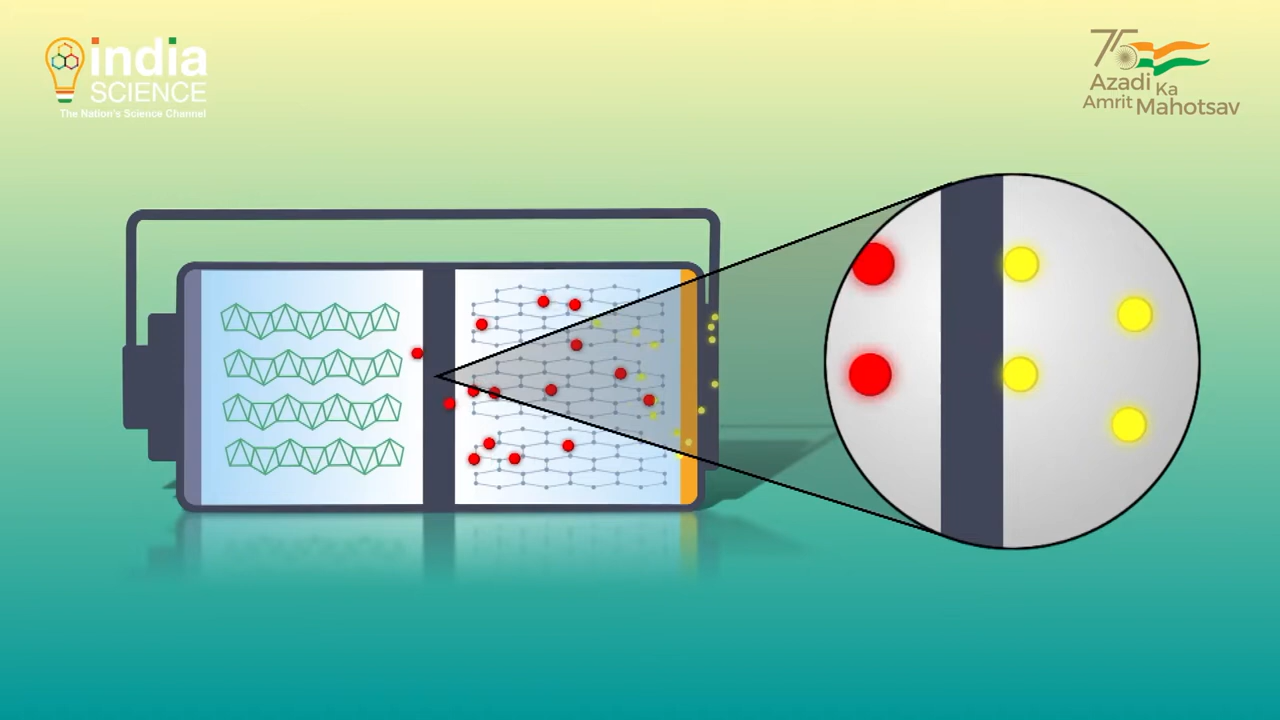 india
SCIENCE
The Nation's Science Channel
75
Azadi Ka
Amrit Mahotsav